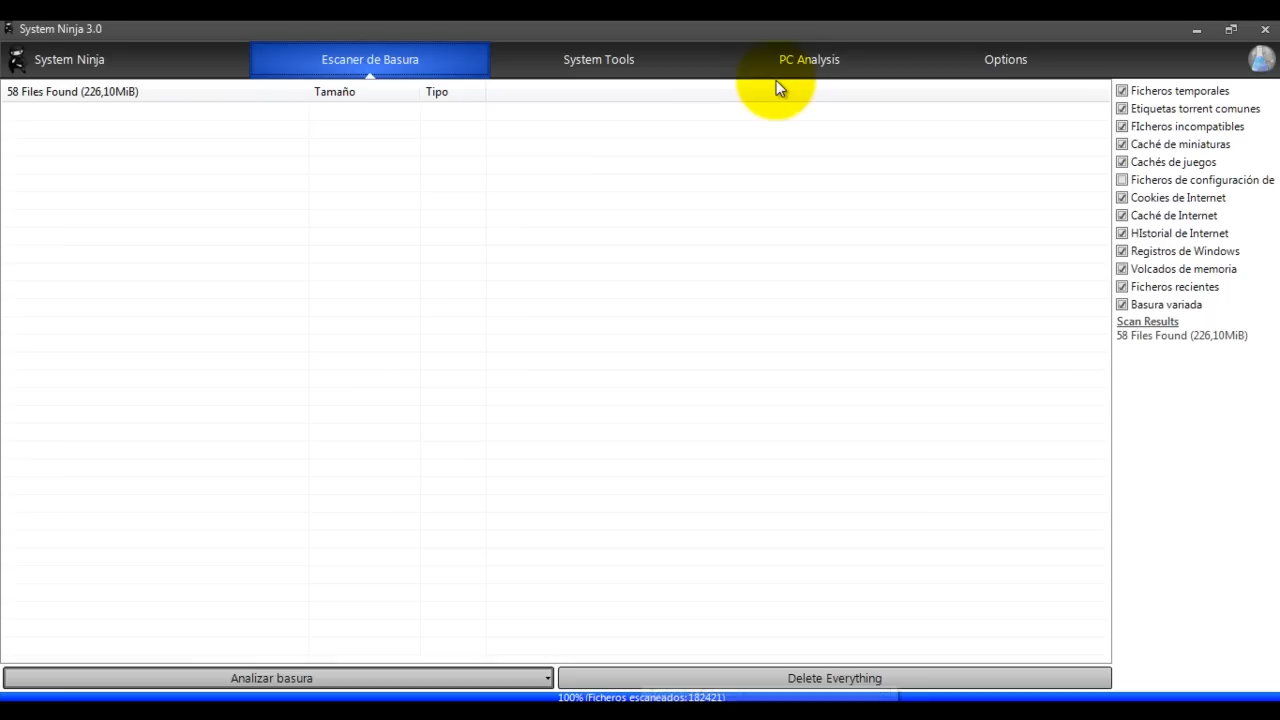 System Ninja 3.0
System Ninja
Escaner de Basura
System Tools
PC Analysis
Options
58 Files Found (226,10MiB)
Tamaño
Tipo
Ficheros temporales
Etiquetas torrent comunes
FIcheros incompatibles
Caché de miniaturas
Cachés de juegos
Ficheros de configuración de
Cookies de Internet
Caché de Internet
HIstorial de Internet
Registros de Windows
Volcados de memoria
Ficheros recientes
Basura variada
Scan Results
58 Files Found (226,10MiB)
Analizar basura
Delete Everything
100% (Ficheros escaneados:182421)